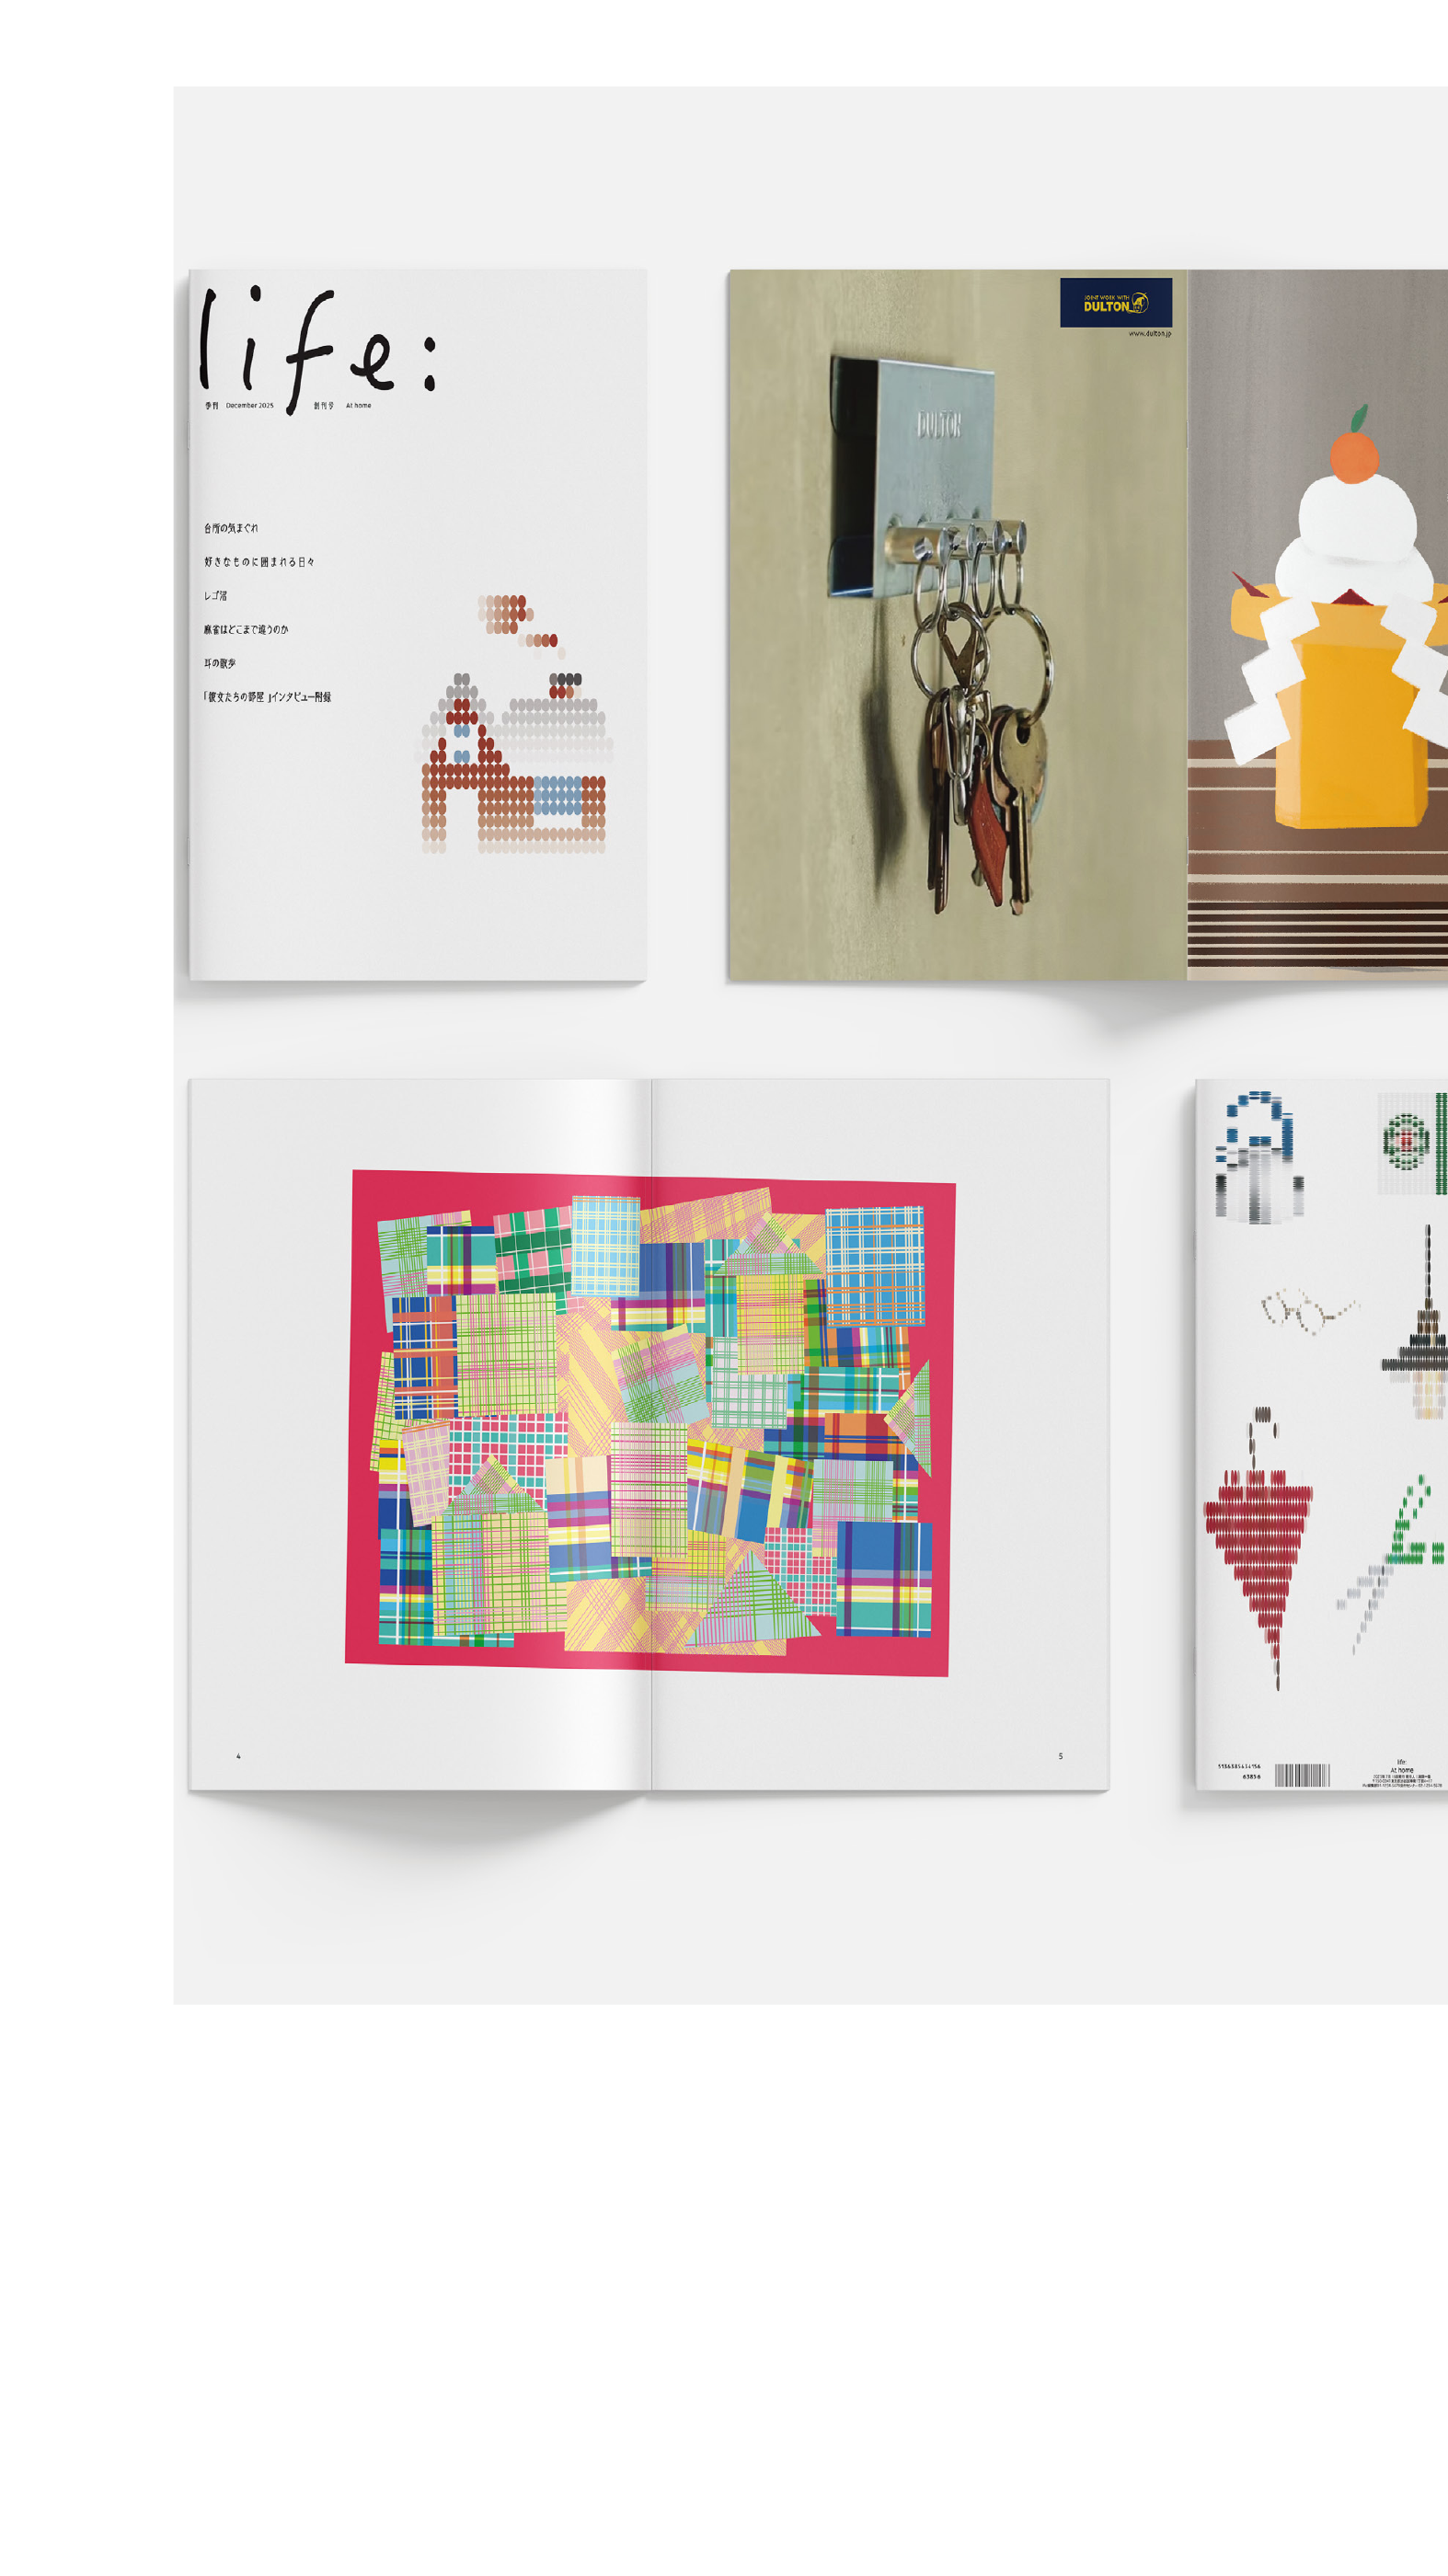 life:
季刊 December 2025 創刊号 At home
台所の気まぐれ
好きなものに囲まれる日々
レゴ沼
麻雀はどこまで違うのか
耳の散歩
「彼女たちの部屋」インタビュー附録
JOINT WORK WITH
DULTON
www.dulton.jp
DULTON
4
5
life:
At home